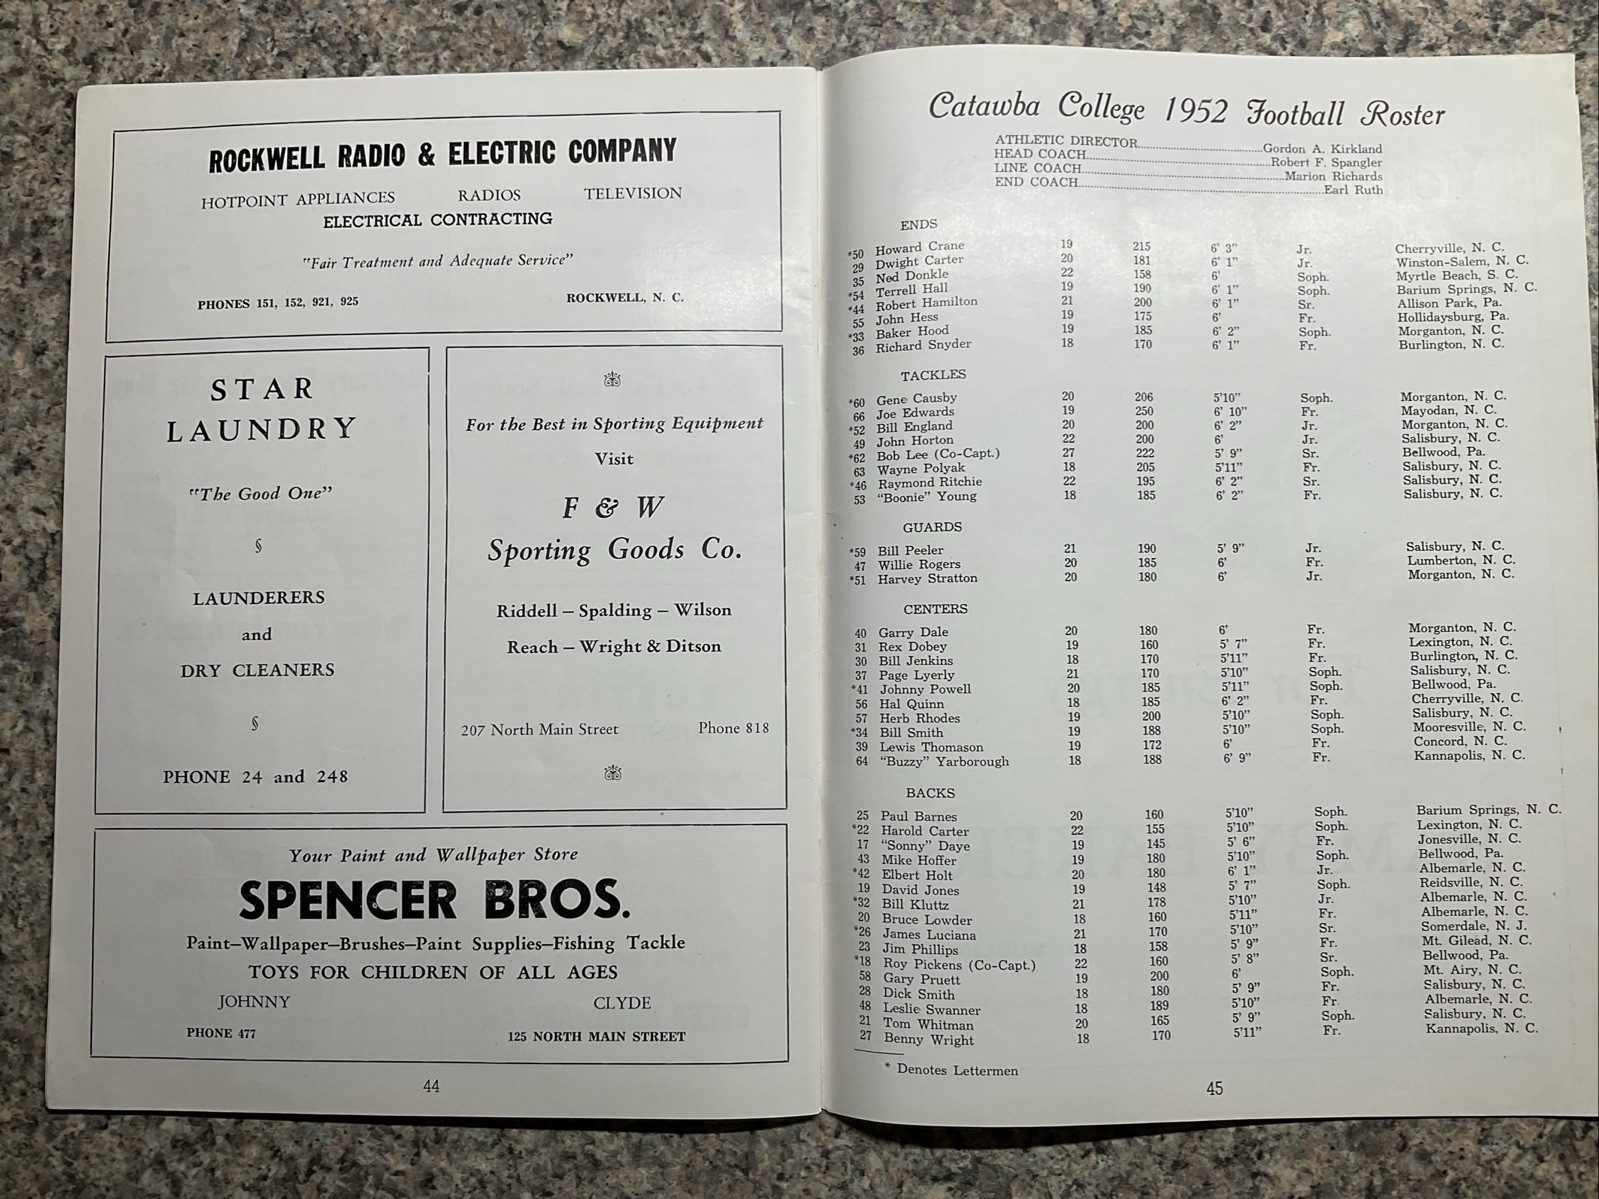 ROCKWELL RADIO & ELECTRIC COMPANY
HOTPOINT APPLIANCES RADIOS TELEVISION
ELECTRICAL CONTRACTING
"Fair Treatment and Adequate Service"
PHONES 151, 152, 921, 925 ROCKWELL, N. C.
STAR
LAUNDRY
"The Good One"
§
LAUNDERERS
and
DRY CLEANERS
§
PHONE 24 and 248
For the Best in Sporting Equipment
Visit
F & W
Sporting Goods Co.
Riddell – Spalding – Wilson
Reach – Wright & Ditson
207 North Main Street Phone 818
Your Paint and Wallpaper Store
SPENCER BROS.
Paint—Wallpaper—Brushes—Paint Supplies—Fishing Tackle
TOYS FOR CHILDREN OF ALL AGES
JOHNNY CLYDE
PHONE 477 125 NORTH MAIN STREET
44
Catawba College 1952 Football Roster
ATHLETIC DIRECTOR Gordon A. Kirkland
HEAD COACH Robert F. Spangler
LINE COACH Marion Richards
END COACH Earl Ruth
ENDS
*50 Howard Crane 19 215 6' 3" Jr. Cherryville, N. C.
29 Dwight Carter 20 181 6' 1" Jr. Winston-Salem, N. C.
35 Ned Donkle 22 158 6' Soph. Myrtle Beach, S. C.
*54 Terrell Hall 19 190 6' 1" Soph. Barium Springs, N. C.
*44 Robert Hamilton 21 200 6' 1" Sr. Allison Park, Pa.
55 John Hess 19 175 6' Fr. Hollidaysburg, Pa.
*33 Baker Hood 19 185 6' 2" Soph. Morganton, N. C.
36 Richard Snyder 18 170 6' 1" Fr. Burlington, N. C.
TACKLES
*60 Gene Causby 20 206 5'10" Soph. Morganton, N. C.
66 Joe Edwards 19 250 6' 10" Fr. Mayodan, N. C.
*52 Bill England 20 200 6' 2" Jr. Morganton, N. C.
49 John Horton 22 200 6' Jr. Salisbury, N. C.
*62 Bob Lee (Co-Capt.) 27 222 5' 9" Sr. Bellwood, Pa.
63 Wayne Polyak 18 205 5'11" Fr. Salisbury, N. C.
*46 Raymond Ritchie 22 195 6' 2" Sr. Salisbury, N. C.
53 "Boonie" Young 18 185 6' 2" Fr. Salisbury, N. C.
GUARDS
*59 Bill Peeler 21 190 5' 9" Jr. Salisbury, N. C.
47 Willie Rogers 20 185 6' Fr. Lumberton, N. C.
*51 Harvey Stratton 20 180 6' Jr. Morganton, N. C.
CENTERS
40 Garry Dale 20 180 6' Fr. Morganton, N. C.
31 Rex Dobey 19 160 5' 7" Fr. Lexington, N. C.
30 Bill Jenkins 18 170 5'11" Fr. Burlington, N. C.
37 Page Lyerly 21 170 5'10" Soph. Salisbury, N. C.
*41 Johnny Powell 20 185 5'11" Soph. Bellwood, Pa.
56 Hal Quinn 18 185 6' 2" Fr. Cherryville, N. C.
57 Herb Rhodes 19 200 5'10" Soph. Salisbury, N. C.
*34 Bill Smith 19 188 5'10" Soph. Mooresville, N. C.
39 Lewis Thomason 19 172 6' Fr. Concord, N. C.
64 "Buzzy" Yarborough 18 188 6' 9" Fr. Kannapolis, N. C.
BACKS
25 Paul Barnes 20 160 5'10" Soph. Barium Springs, N. C.
*22 Harold Carter 22 155 5'10" Soph. Lexington, N. C.
17 "Sonny" Daye 19 145 5' 6" Fr. Jonesville, N. C.
43 Mike Hoffer 19 180 5'10" Soph. Bellwood, Pa.
*42 Elbert Holt 20 180 6' 1" Jr. Albemarle, N. C.
19 David Jones 19 148 5' 7" Soph. Reidsville, N. C.
*32 Bill Kluttz 21 178 5'10" Jr. Albemarle, N. C.
20 Bruce Lowder 18 160 5'11" Fr. Albemarle, N. C.
*26 James Luciana 21 170 5'10" Sr. Somerdale, N. J.
23 Jim Phillips 18 158 5' 9" Fr. Mt. Gilead, N. C.
*18 Roy Pickens (Co-Capt.) 22 160 5' 8" Sr. Bellwood, Pa.
58 Gary Pruett 19 200 6' Soph. Mt. Airy, N. C.
28 Dick Smith 18 180 5' 9" Fr. Salisbury, N. C.
48 Leslie Swanner 18 189 5'10" Fr. Albemarle, N. C.
21 Tom Whitman 20 165 5' 9" Soph. Salisbury, N. C.
27 Benny Wright 18 170 5'11" Fr. Kannapolis, N. C.
* Denotes Lettermen
45